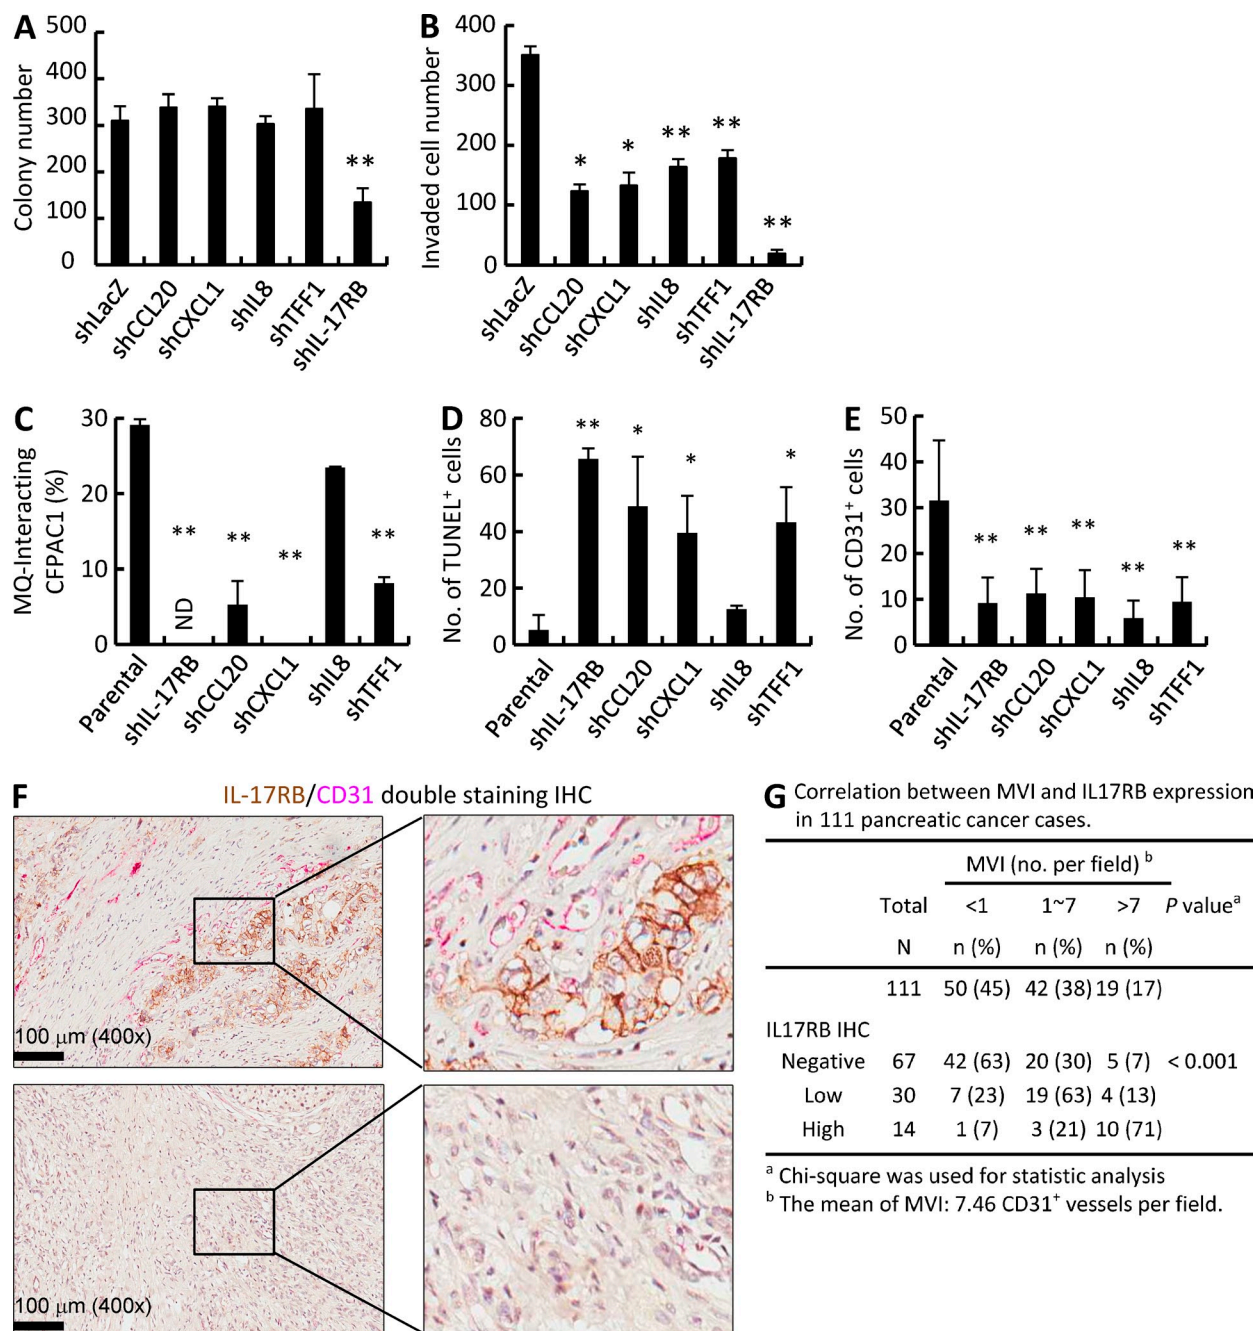 A
Colony number
500
400
300
200
100
0
shLacZ
shCCL20
shCXCL1
shIL8
shTFF1
shIL-17RB
**
B
Invaded cell number
400
300
200
100
0
shLacZ
shCCL20
shCXCL1
shIL8
shTFF1
shIL-17RB
*
*
**
**
**
C
MQ-Interacting
CFPAC1 (%)
30
20
10
0
Parental
shIL-17RB
shCCL20
shCXCL1
shIL8
shTFF1
**
ND
**
**
**
D
No. of TUNEL⁺ cells
80
60
40
20
0
Parental
shIL-17RB
shCCL20
shCXCL1
shIL8
shTFF1
**
*
*
*
E
No. of CD31⁺ cells
50
40
30
20
10
0
Parental
shIL-17RB
shCCL20
shCXCL1
shIL8
shTFF1
**
**
**
**
**
F
IL-17RB/CD31 double staining IHC
100 μm (400x)
100 μm (400x)
G Correlation between MVI and IL17RB expression
in 111 pancreatic cancer cases.
MVI (no. per field) ᵇ
Total <1 1~7 >7 P valueᵃ
N n (%) n (%) n (%)
111 50 (45) 42 (38) 19 (17)
IL17RB IHC
Negative 67 42 (63) 20 (30) 5 (7) < 0.001
Low 30 7 (23) 19 (63) 4 (13)
High 14 1 (7) 3 (21) 10 (71)
ᵃ Chi-square was used for statistic analysis
ᵇ The mean of MVI: 7.46 CD31⁺ vessels per field.